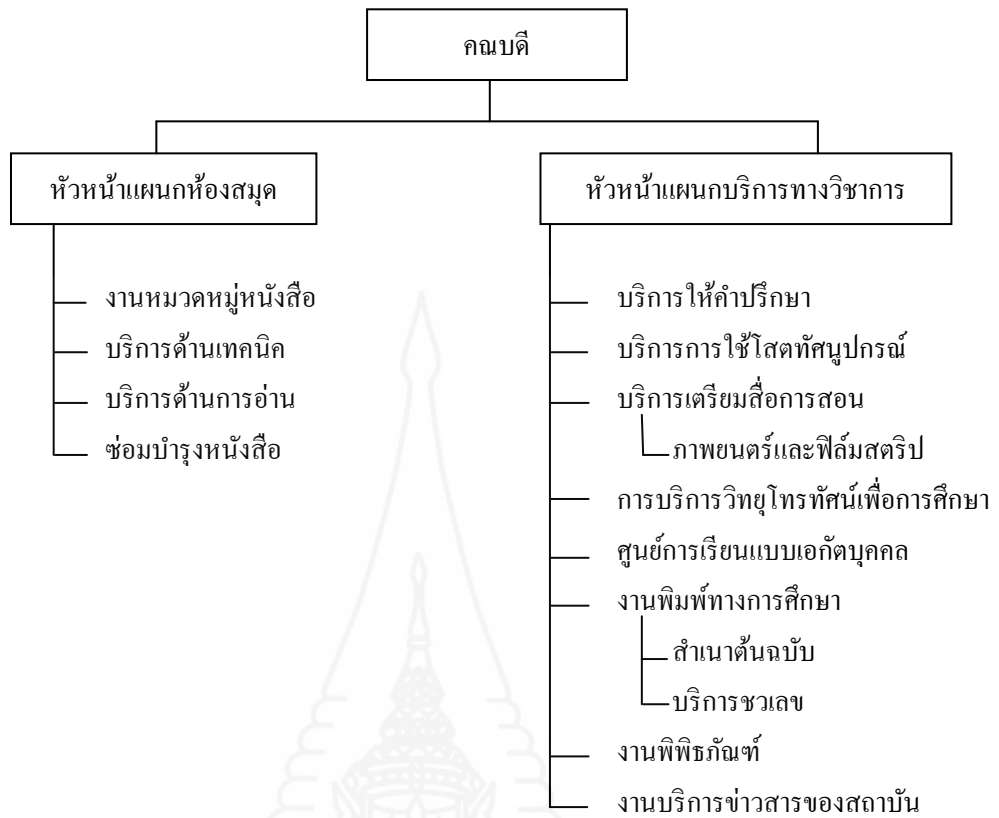 คณบดี
หัวหน้าแผนกห้องสมุด
งานหมวดหมู่หนังสือ
บริการด้านเทคนิค
บริการด้านการอ่าน
ซ่อมบำรุงหนังสือ
หัวหน้าแผนกบริการทางวิชาการ
บริการให้คำปรึกษา
บริการการใช้โสตทัศนูปกรณ์
บริการเตรียมสื่อการสอน
ภาพยนตร์และฟิล์มสตริป
การบริการวิทยุโทรทัศน์เพื่อการศึกษา
ศูนย์การเรียนแบบเอกัตบุคคล
งานพิมพ์ทางการศึกษา
สำเนาต้นฉบับ
บริการชวเลข
งานพิพิธภัณฑ์
งานบริการข่าวสารของสถาบัน